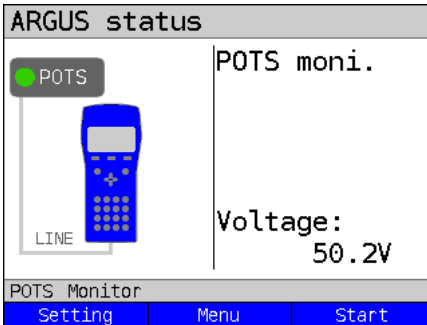 ARGUS status
POTS
POTS moni.
LINE
Voltage:
50.2V
POTS Monitor
Setting Menu Start